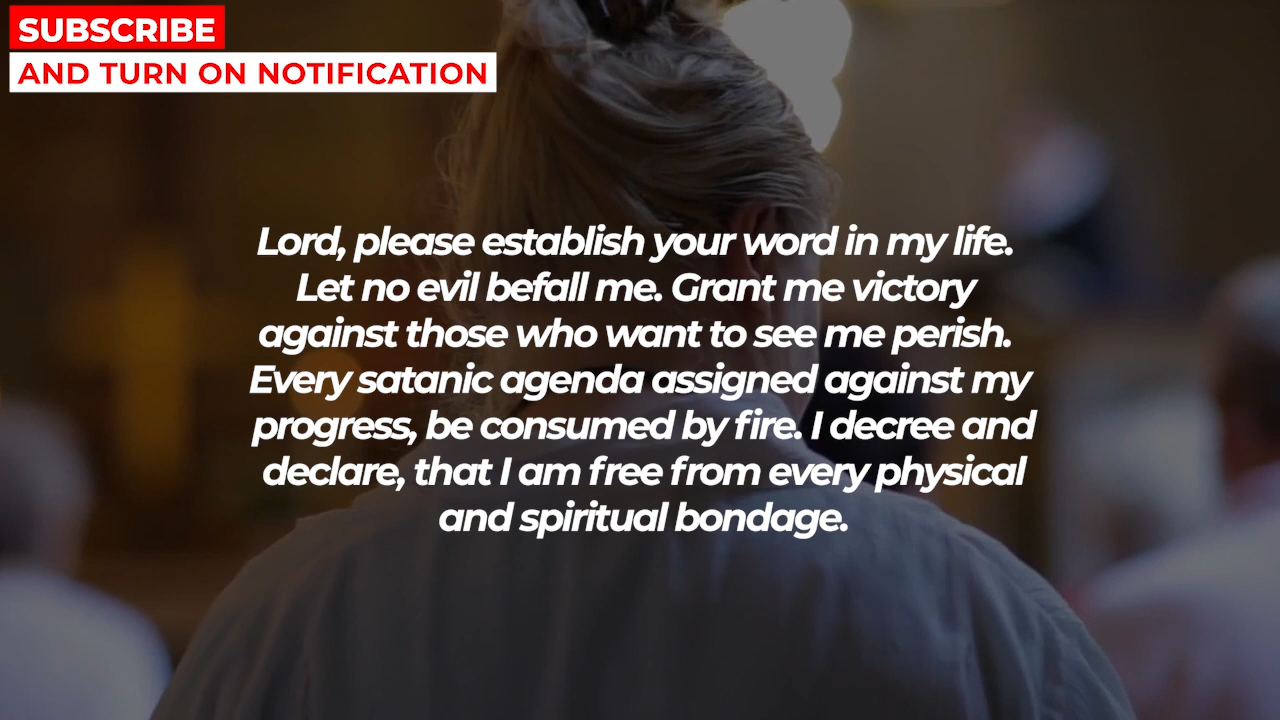 SUBSCRIBE
AND TURN ON NOTIFICATION
Lord, please establish your word in my life.
Let no evil befall me. Grant me victory
against those who want to see me perish.
Every satanic agenda assigned against my
progress, be consumed by fire. I decree and
declare, that I am free from every physical
and spiritual bondage.